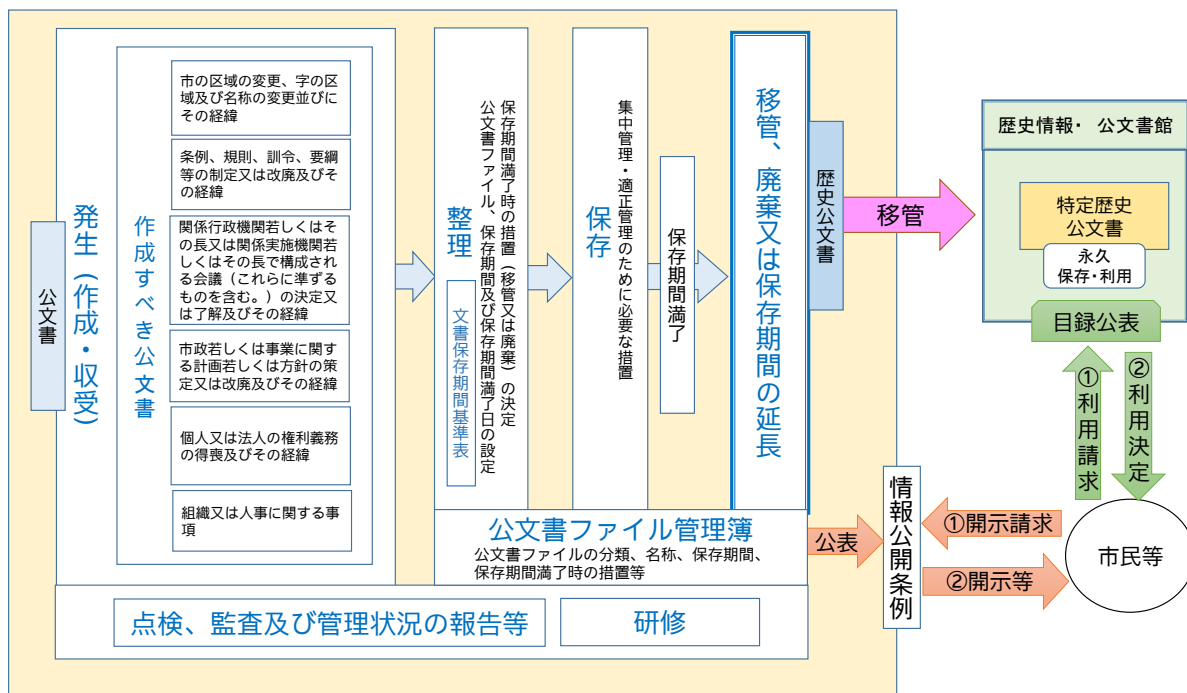 公文書
発生（作成・収受）
作成すべき公文書
市の区域の変更、字の区
域及び名称の変更並びに
その経緯
条例、規則、訓令、要綱
等の制定又は改廃及びそ
の経緯
関係行政機関若しくはそ
の長又は関係実施機関若
しくはその長で構成され
る会議（これらに準ずる
ものを含む。）の決定又
は了解及びその経緯
市政若しくは事業に関す
る計画若しくは方針の策
定又は改廃及びその経緯
個人又は法人の権利義務
の得喪及びその経緯
組織又は人事に関する事
項
整理
保存期間満了時の措置（移管又は廃棄）の決定
公文書ファイル、保存期間及び保存期間満了日の設定
文書保存期間基準表
保存
集中管理・適正管理のために必要な措置
保存期間満了
移管、廃棄又は保存期間の延長
歴史公文書
移管
歴史情報・ 公文書館
特定歴史
公文書
永久
保存・利用
目録公表
①利用請求
②利用決定
公文書ファイル管理簿
公文書ファイルの分類、名称、保存期間、
保存期間満了時の措置等
公表
情報公開条例
①開示請求
②開示等
市民等
点検、監査及び管理状況の報告等
研修